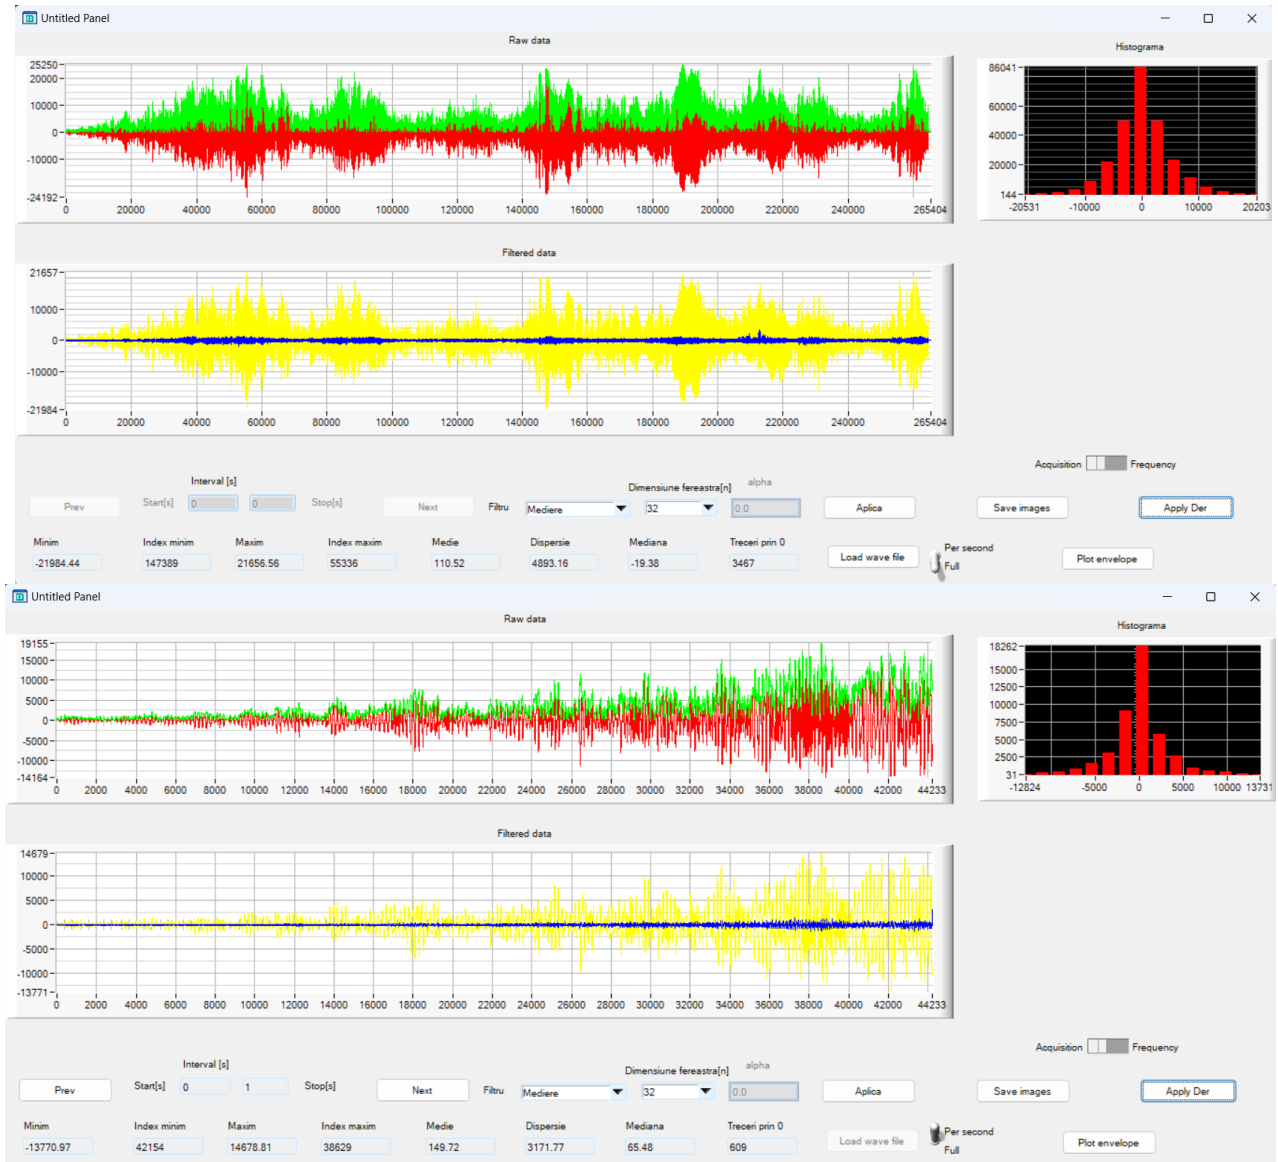 Untitled Panel
Raw data
Histograma
25250
20000
10000
0
-10000
-24192
0 20000 40000 60000 80000 100000 120000 140000 160000 180000 200000 220000 240000 265404
86041
60000
40000
20000
144
-20531 -10000 0 10000 20203
Filtered data
21657
10000
0
-10000
-21984
0 20000 40000 60000 80000 100000 120000 140000 160000 180000 200000 220000 240000 265404
Acquisition Frequency
Interval [s]
Prev Start[s] 0 0 Stop[s] Next Filtru Mediere Dimensiune fereastra[n] 32 alpha 0.0 Aplica Save images Apply Der
Minim Index minim Maxim Index maxim Medie Dispersie Mediana Treceri prin 0
-21984.44 147389 21656.56 55336 110.52 4893.16 -19.38 3467
Load wave file Per second Full Plot envelope
Untitled Panel
Raw data
Histograma
19155
15000
10000
5000
0
-5000
-10000
-14164
0 2000 4000 6000 8000 10000 12000 14000 16000 18000 20000 22000 24000 26000 28000 30000 32000 34000 36000 38000 40000 42000 44233
18262
15000
12500
10000
7500
5000
2500
31
-12824 -5000 0 5000 10000 13731
Filtered data
14679
10000
5000
0
-5000
-10000
-13771
0 2000 4000 6000 8000 10000 12000 14000 16000 18000 20000 22000 24000 26000 28000 30000 32000 34000 36000 38000 40000 42000 44233
Acquisition Frequency
Interval [s]
Prev Start[s] 0 1 Stop[s] Next Filtru Mediere Dimensiune fereastra[n] 32 alpha 0.0 Aplica Save images Apply Der
Minim Index minim Maxim Index maxim Medie Dispersie Mediana Treceri prin 0
-13770.97 42154 14678.81 38629 149.72 3171.77 65.48 609
Load wave file Per second Full Plot envelope